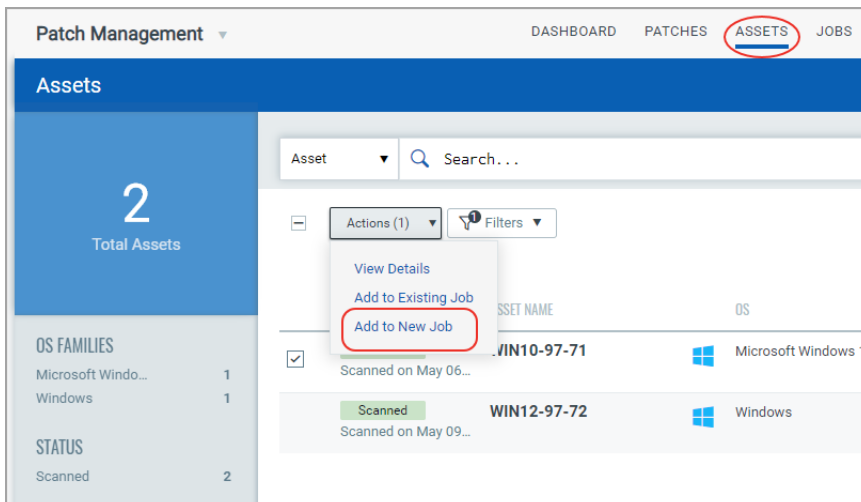 Patch Management
DASHBOARD PATCHES ASSETS JOBS
Assets
2
Total Assets
Asset Search...
Actions (1) 1 Filters
View Details
Add to Existing Job
Add to New Job
SSET NAME OS
OS FAMILIES
Microsoft Windo... 1
Windows 1
STATUS
Scanned 2
WIN10-97-71 Microsoft Windows
Scanned on May 06...
Scanned WIN12-97-72 Windows
Scanned on May 09...